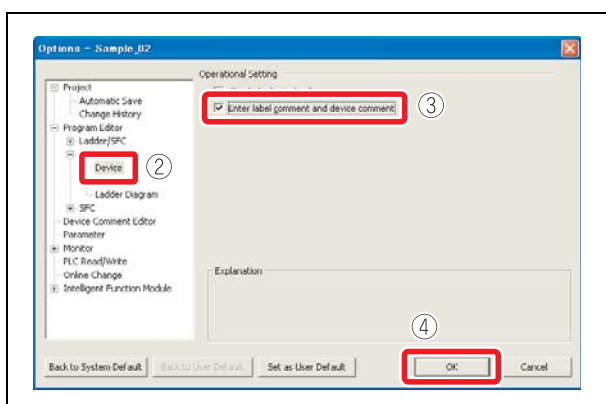 Options - Sample_02
Operational Setting
Project
Automatic Save
Change History
Program Editor
Ladder/SFC
Device
Ladder Diagram
SFC
Device Comment Editor
Parameter
Monitor
PLC Read/Write
Online Change
Intelligent Function Module
②
Enter label comment and device comment
③
Explanation
④
Back to System Default
Back to User Default
Set as User Default
OK
Cancel